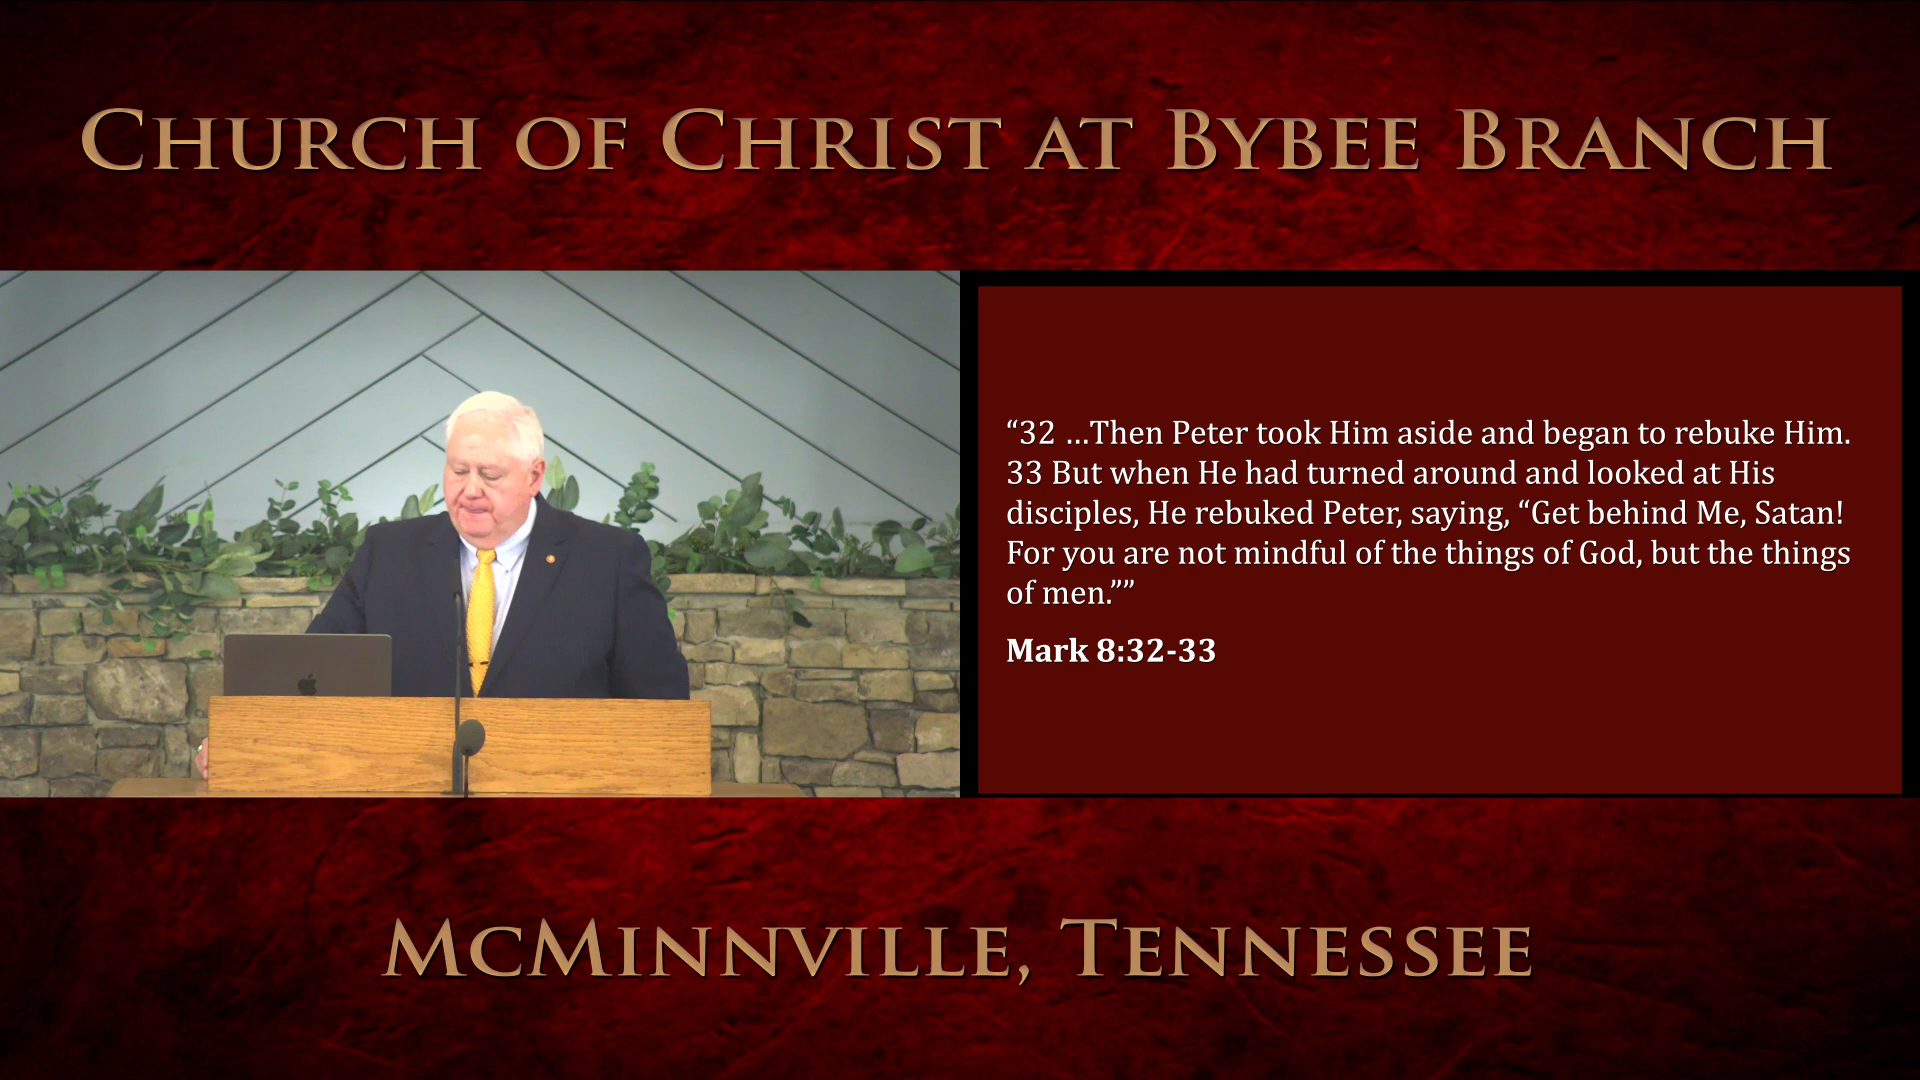 Church of Christ at Bybee Branch
“32 …Then Peter took Him aside and began to rebuke Him.
33 But when He had turned around and looked at His
disciples, He rebuked Peter, saying, “Get behind Me, Satan!
For you are not mindful of the things of God, but the things
of men.””
Mark 8:32-33
McMinnville, Tennessee